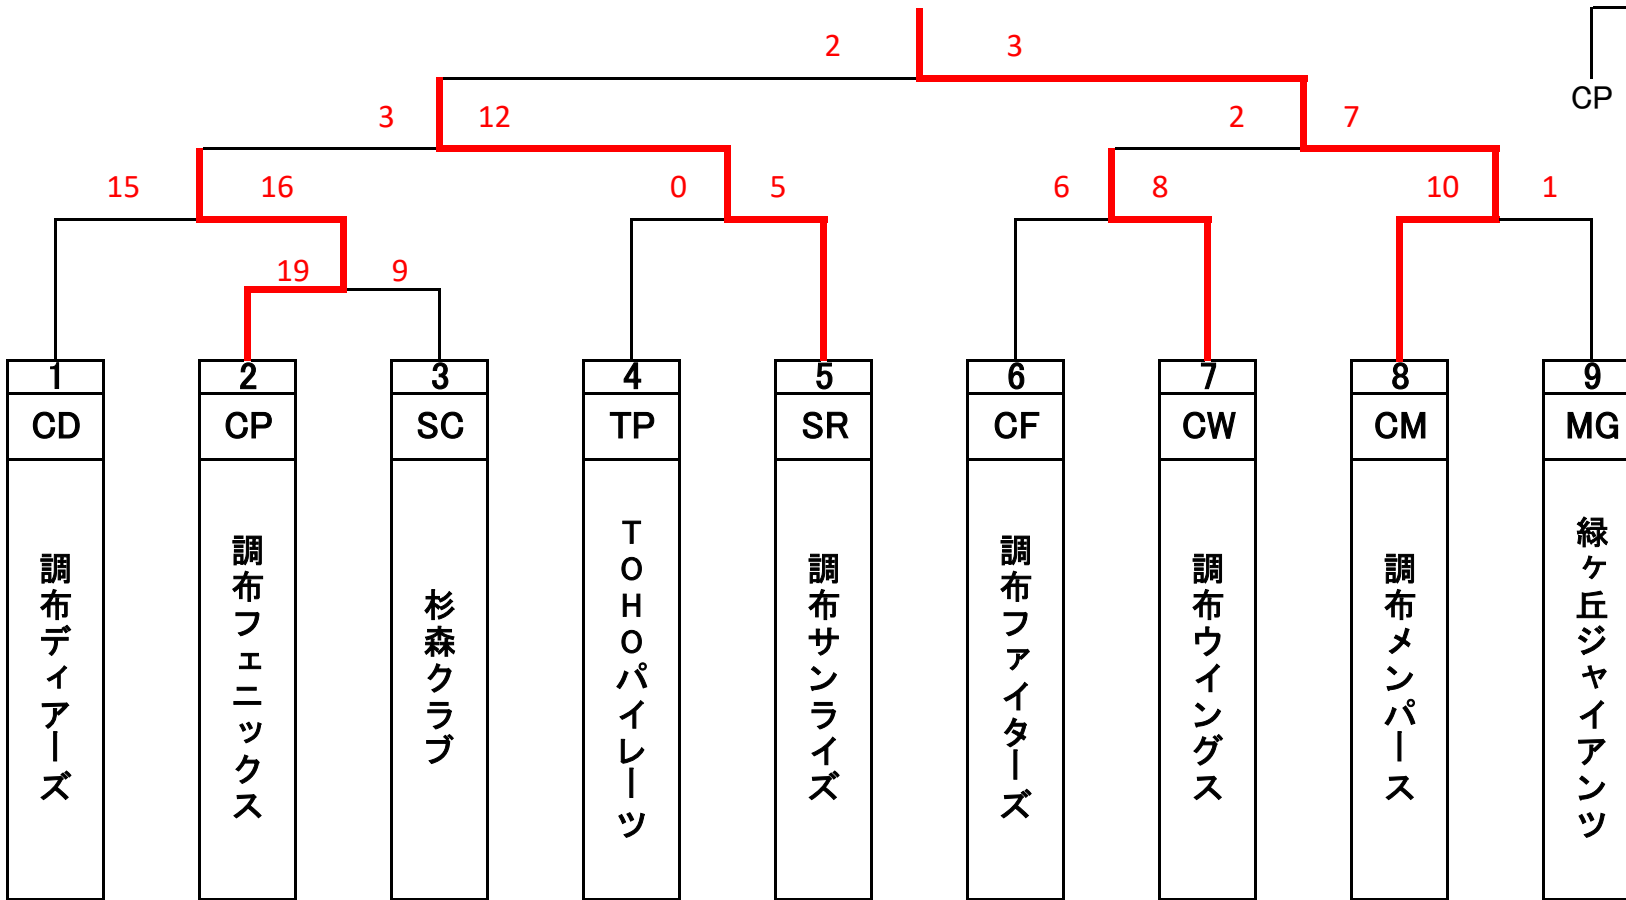 2 3
CP
3 12 2 7
15 16 0 5 6 8 10 1
19 9
1 2 3 4 5 6 7 8 9
CD CP SC TP SR CF CW CM MG
調布ディアーズ
調布フェニックス
杉森クラブ
TOHOパイレーツ
調布サンライズ
調布ファイターズ
調布ウイングス
調布メンパース
緑ヶ丘ジャイアンツ